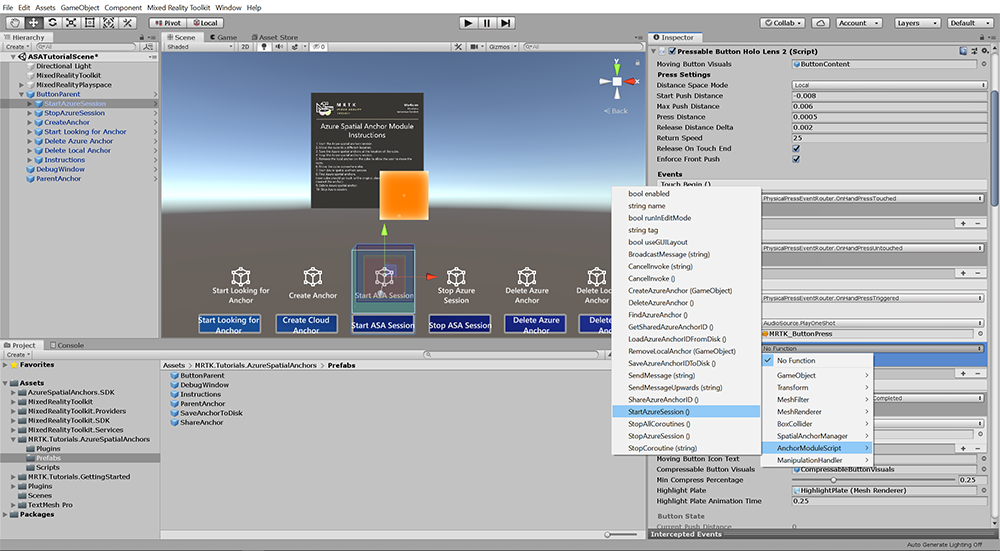 File Edit Assets GameObject Component Mixed Reality Toolkit Window Help
Pivot Local Collab Account Layers Default
Hierarchy
Create All
ASATutorialScene*
Directional Light
MixedRealityToolkit
MixedRealityPlayspace
ButtonParent
StartAzureSession
StopAzureSession
CreateAnchor
Start Looking for Anchor
Delete Azure Anchor
Delete Local Anchor
Instructions
DebugWindow
ParentAnchor
Scene Game Asset Store
Shaded 2D 0 Gizmos All
Back
MRTK
Azure Spatial Anchor Module
Instructions
Start Looking for
Anchor
Create Anchor
Start ASA Session
Stop Azure
Session
Delete Azure
Anchor
Delete Loc
Anchor
Start Looking for
Anchor
Create Cloud
Anchor
Start ASA Session
Stop ASA Session
Delete Azure
Anchor
Dele
An
Project Console
Create
Favorites
Assets
AzureSpatialAnchors.SDK
MixedRealityToolkit
MixedRealityToolkit.Providers
MixedRealityToolkit.SDK
MixedRealityToolkit.Services
MRTK.Tutorials.AzureSpatialAnchors
Plugins
Prefabs
Scripts
MRTK.Tutorials.GettingStarted
Plugins
Scenes
TextMesh Pro
Packages
Assets MRTK.Tutorials.AzureSpatialAnchors Prefabs
ButtonParent
DebugWindow
Instructions
ParentAnchor
SaveAnchorToDisk
ShareAnchor
Inspector
Pressable Button Holo Lens 2 (Script)
Moving Button Visuals ButtonContent
Press Settings
Distance Space Mode Local
Start Push Distance -0.008
Max Push Distance 0.006
Press Distance 0.0005
Release Distance Delta 0.002
Return Speed 25
Release On Touch End
Enforce Front Push
Events
Touch Begin ()
PhysicalPressEventRouter.OnHandPressTouched
PhysicalPressEventRouter.OnHandPressUntouched
PhysicalPressEventRouter.OnHandPressTriggered
AudioSource.PlayOneShot
MRTK_ButtonPress
No Function
bool enabled
string name
bool runInEditMode
string tag
bool useGUILayout
BroadcastMessage (string)
CancelInvoke (string)
CancelInvoke ()
CreateAzureAnchor (GameObject)
DeleteAzureAnchor ()
FindAzureAnchor ()
GetSharedAzureAnchorID ()
LoadAzureAnchorIDFromDisk ()
RemoveLocalAnchor (GameObject)
SaveAzureAnchorIDToDisk ()
SendMessage (string)
SendMessageUpwards (string)
ShareAzureAnchorID ()
StartAzureSession ()
StopAllCoroutines ()
StopAzureSession ()
StopCoroutine (string)
No Function
GameObject
Transform
MeshFilter
MeshRenderer
BoxCollider
SpatialAnchorManager
AnchorModuleScript
ManipulationHandler
Completed
Moving Button Icon Text
Compressable Button Visuals CompressableButtonVisuals
Min Compress Percentage 0.25
Highlight Plate HighlightPlate (Mesh Renderer)
Highlight Plate Animation Time 0.25
Button State
Current Push Distance 0
Intercepted Events
Auto Generate Lighting Off